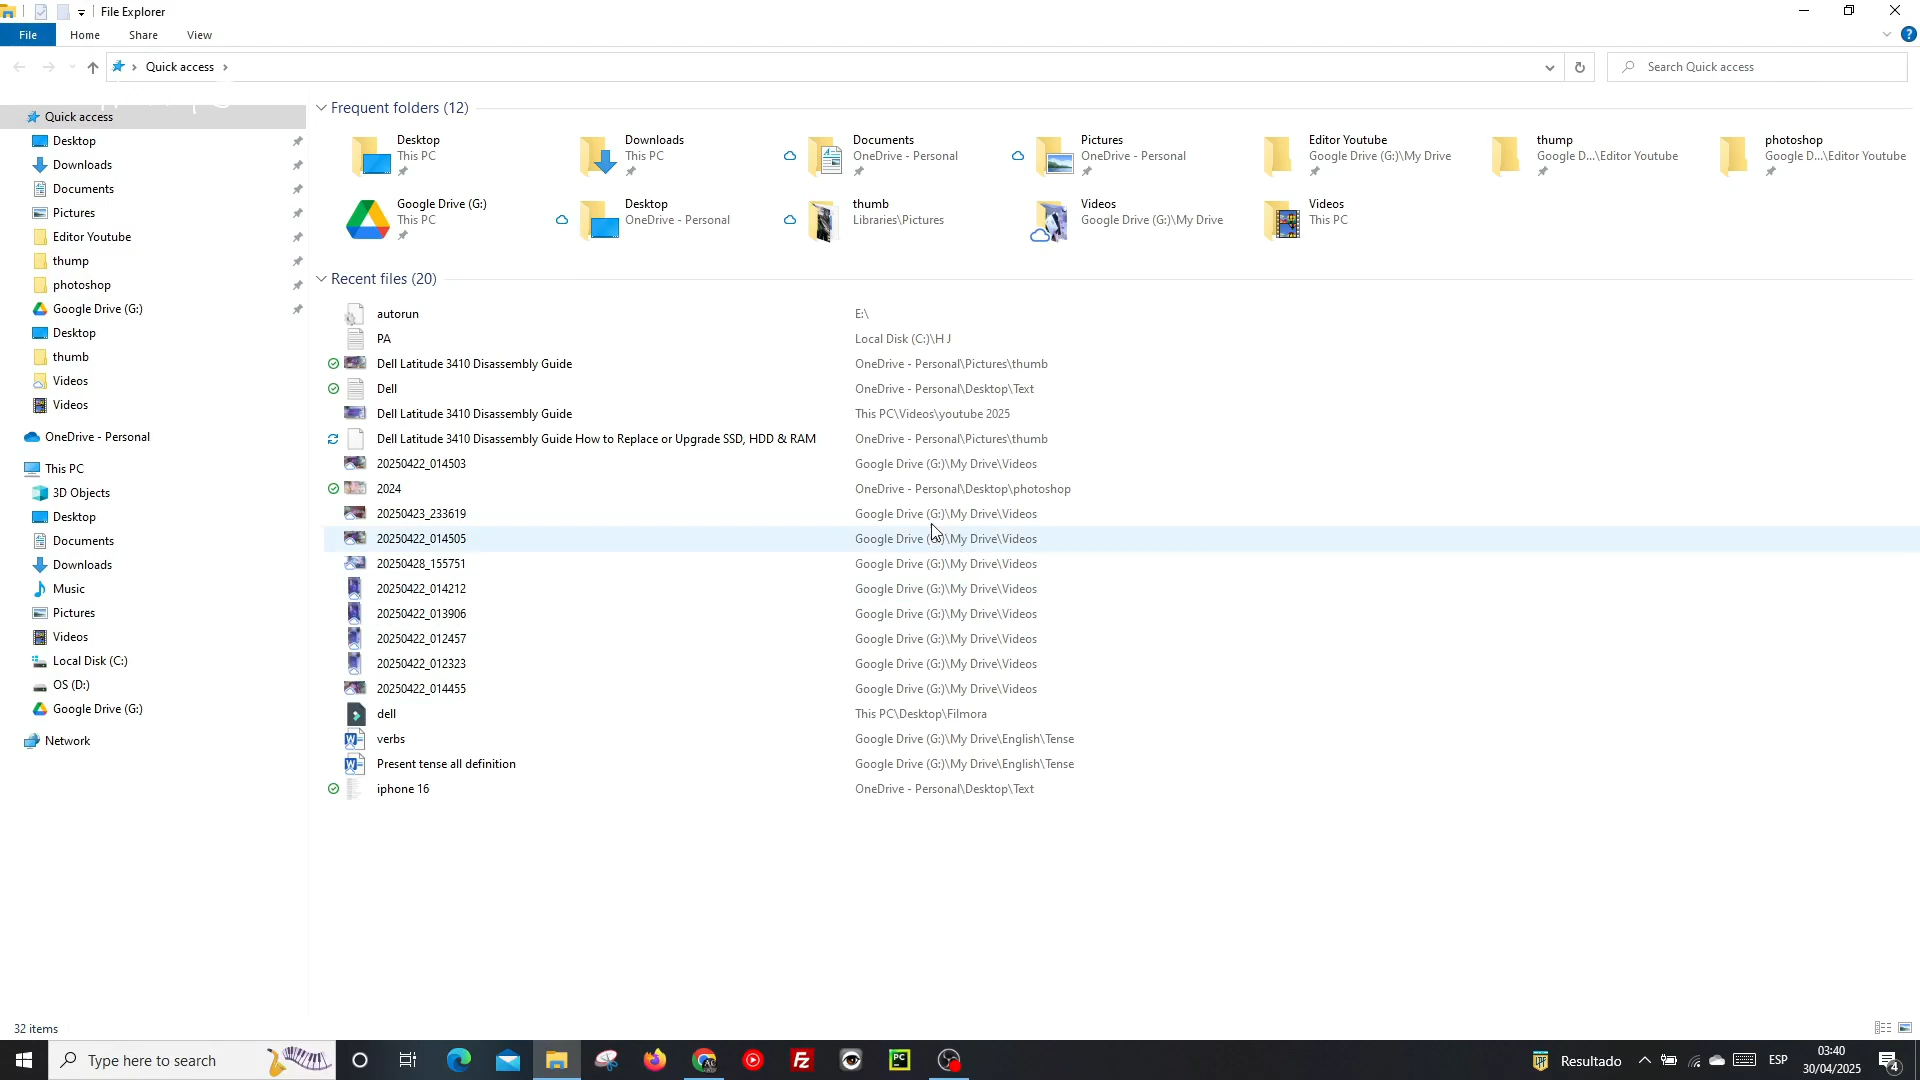 File Explorer
File Home Share View
Quick access
Search Quick access
Quick access
Desktop
Downloads
Documents
Pictures
Editor Youtube
thump
photoshop
Google Drive (G:)
Desktop
thumb
Videos
Videos
OneDrive - Personal
This PC
3D Objects
Desktop
Documents
Downloads
Music
Pictures
Videos
Local Disk (C:)
OS (D:)
Google Drive (G:)
Network
Frequent folders (12)
Desktop
This PC
Downloads
This PC
Documents
OneDrive - Personal
Pictures
OneDrive - Personal
Editor Youtube
Google Drive (G:)\My Drive
thump
Google D...\Editor Youtube
photoshop
Google D...\Editor Youtube
Google Drive (G:)
This PC
Desktop
OneDrive - Personal
thumb
Libraries\Pictures
Videos
Google Drive (G:)\My Drive
Videos
This PC
Recent files (20)
autorun E:\
PA Local Disk (C:)\H J
Dell Latitude 3410 Disassembly Guide OneDrive - Personal\Pictures\thumb
Dell OneDrive - Personal\Desktop\Text
Dell Latitude 3410 Disassembly Guide This PC\Videos\youtube 2025
Dell Latitude 3410 Disassembly Guide How to Replace or Upgrade SSD, HDD & RAM OneDrive - Personal\Pictures\thumb
20250422_014503 Google Drive (G:)\My Drive\Videos
2024 OneDrive - Personal\Desktop\photoshop
20250423_233619 Google Drive (G:)\My Drive\Videos
20250422_014505 Google Drive (G:)\My Drive\Videos
20250428_155751 Google Drive (G:)\My Drive\Videos
20250422_014212 Google Drive (G:)\My Drive\Videos
20250422_013906 Google Drive (G:)\My Drive\Videos
20250422_012457 Google Drive (G:)\My Drive\Videos
20250422_012323 Google Drive (G:)\My Drive\Videos
20250422_014455 Google Drive (G:)\My Drive\Videos
dell This PC\Desktop\Filmora
verbs Google Drive (G:)\My Drive\English\Tense
Present tense all definition Google Drive (G:)\My Drive\English\Tense
iphone 16 OneDrive - Personal\Desktop\Text
32 items
Type here to search
Resultado
ESP
03:40
30/04/2025
4